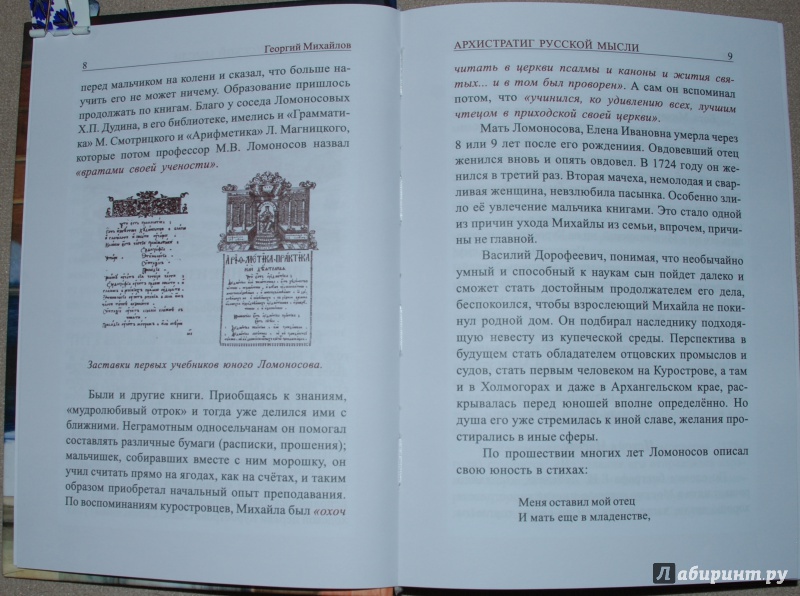 8
Георгий Михайлов
перед мальчиком на колени и сказал, что больше на-
учить его не может ничему. Образование пришлось
продолжать по книгам. Благо у соседа Ломоносовых
Х.П. Дудина, в его библиотеке, имелись и «Граммати-
ка» М. Смотрицкого и «Арифметика» Л. Магницкого,
которые потом профессор М.В. Ломоносов назвал
«вратами своей учености».
АРІѲМЕТІКА ПРАКТІКА
Заставки первых учебников юного Ломоносова.
Были и другие книги. Приобщаясь к знаниям,
«мудролюбивый отрок» и тогда уже делился ими с
ближними. Неграмотным односельчанам он помогал
составлять различные бумаги (расписки, прошения);
мальчишек, собиравших вместе с ним морошку, он
учил считать прямо на ягодах, как на счётах, и таким
образом приобретал начальный опыт преподавания.
По воспоминаниям куростровцев, Михайла был «охоч
АРХИСТРАТИГ РУССКОЙ МЫСЛИ
9
читать в церкви псалмы и каноны и жития свя-
тых... и в том был проворен». А сам он вспоминал
потом, что «учинился, ко удивлению всех, лучшим
чтецом в приходской своей церкви».
Мать Ломоносова, Елена Ивановна умерла через
8 или 9 лет после его рождениия. Овдовевший отец
женился вновь и опять овдовел. В 1724 году он же-
нился в третий раз. Вторая мачеха, немолодая и свар-
ливая женщина, невзлюбила пасынка. Особенно зли-
ло её увлечение мальчика книгами. Это стало одной
из причин ухода Михайлы из семьи, впрочем, причи-
ны не главной.
Василий Дорофеевич, понимая, что необычайно
умный и способный к наукам сын пойдет далеко и
сможет стать достойным продолжателем его дела,
беспокоился, чтобы взрослеющий Михайла не поки-
нул родной дом. Он подбирал наследнику подходя-
щую невесту из купеческой среды. Перспектива в
будущем стать обладателем отцовских промыслов и
судов, стать первым человеком на Курострове, а там
и в Холмогорах и даже в Архангельском крае, рас-
крывалась перед юношей вполне определённо. Но
душа его уже стремилась к иной славе, желания про-
стирались в иные сферы.
По прошествии многих лет Ломоносов описал
свою юность в стихах:
Меня оставил мой отец
И мать еще в младенстве,
Лабиринт.ру